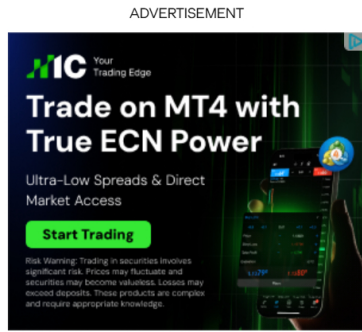 ADVERTISEMENT
IC
Your
Trading Edge
Trade on MT4 with
True ECN Power
Ultra-Low Spreads & Direct
Market Access
Start Trading
Risk Warning: Trading in securities involves
significant risk. Prices may fluctuate and
securities may become valueless. Losses may
exceed deposits. These products are complex
and require appropriate knowledge.